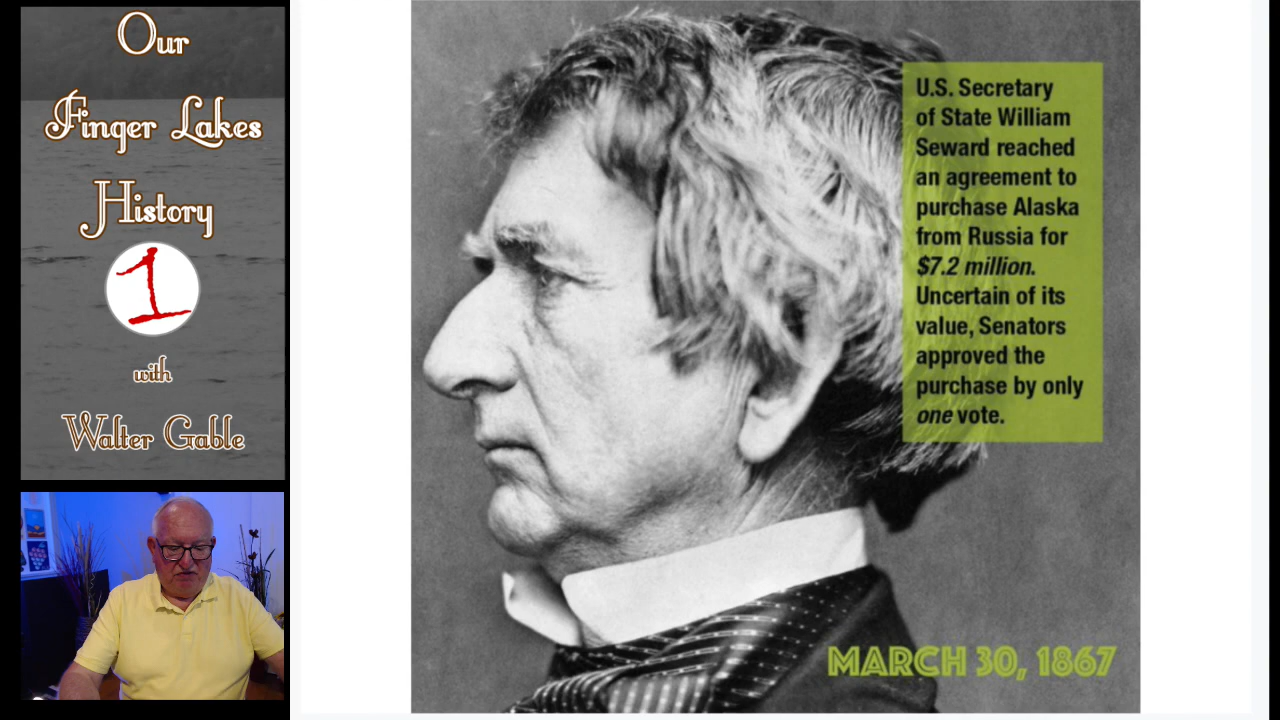 Our
Finger Lakes
History
1
with
Walter Gable
U.S. Secretary
of State William
Seward reached
an agreement to
purchase Alaska
from Russia for
$7.2 million.
Uncertain of its
value, Senators
approved the
purchase by only
one vote.
MARCH 30, 1867